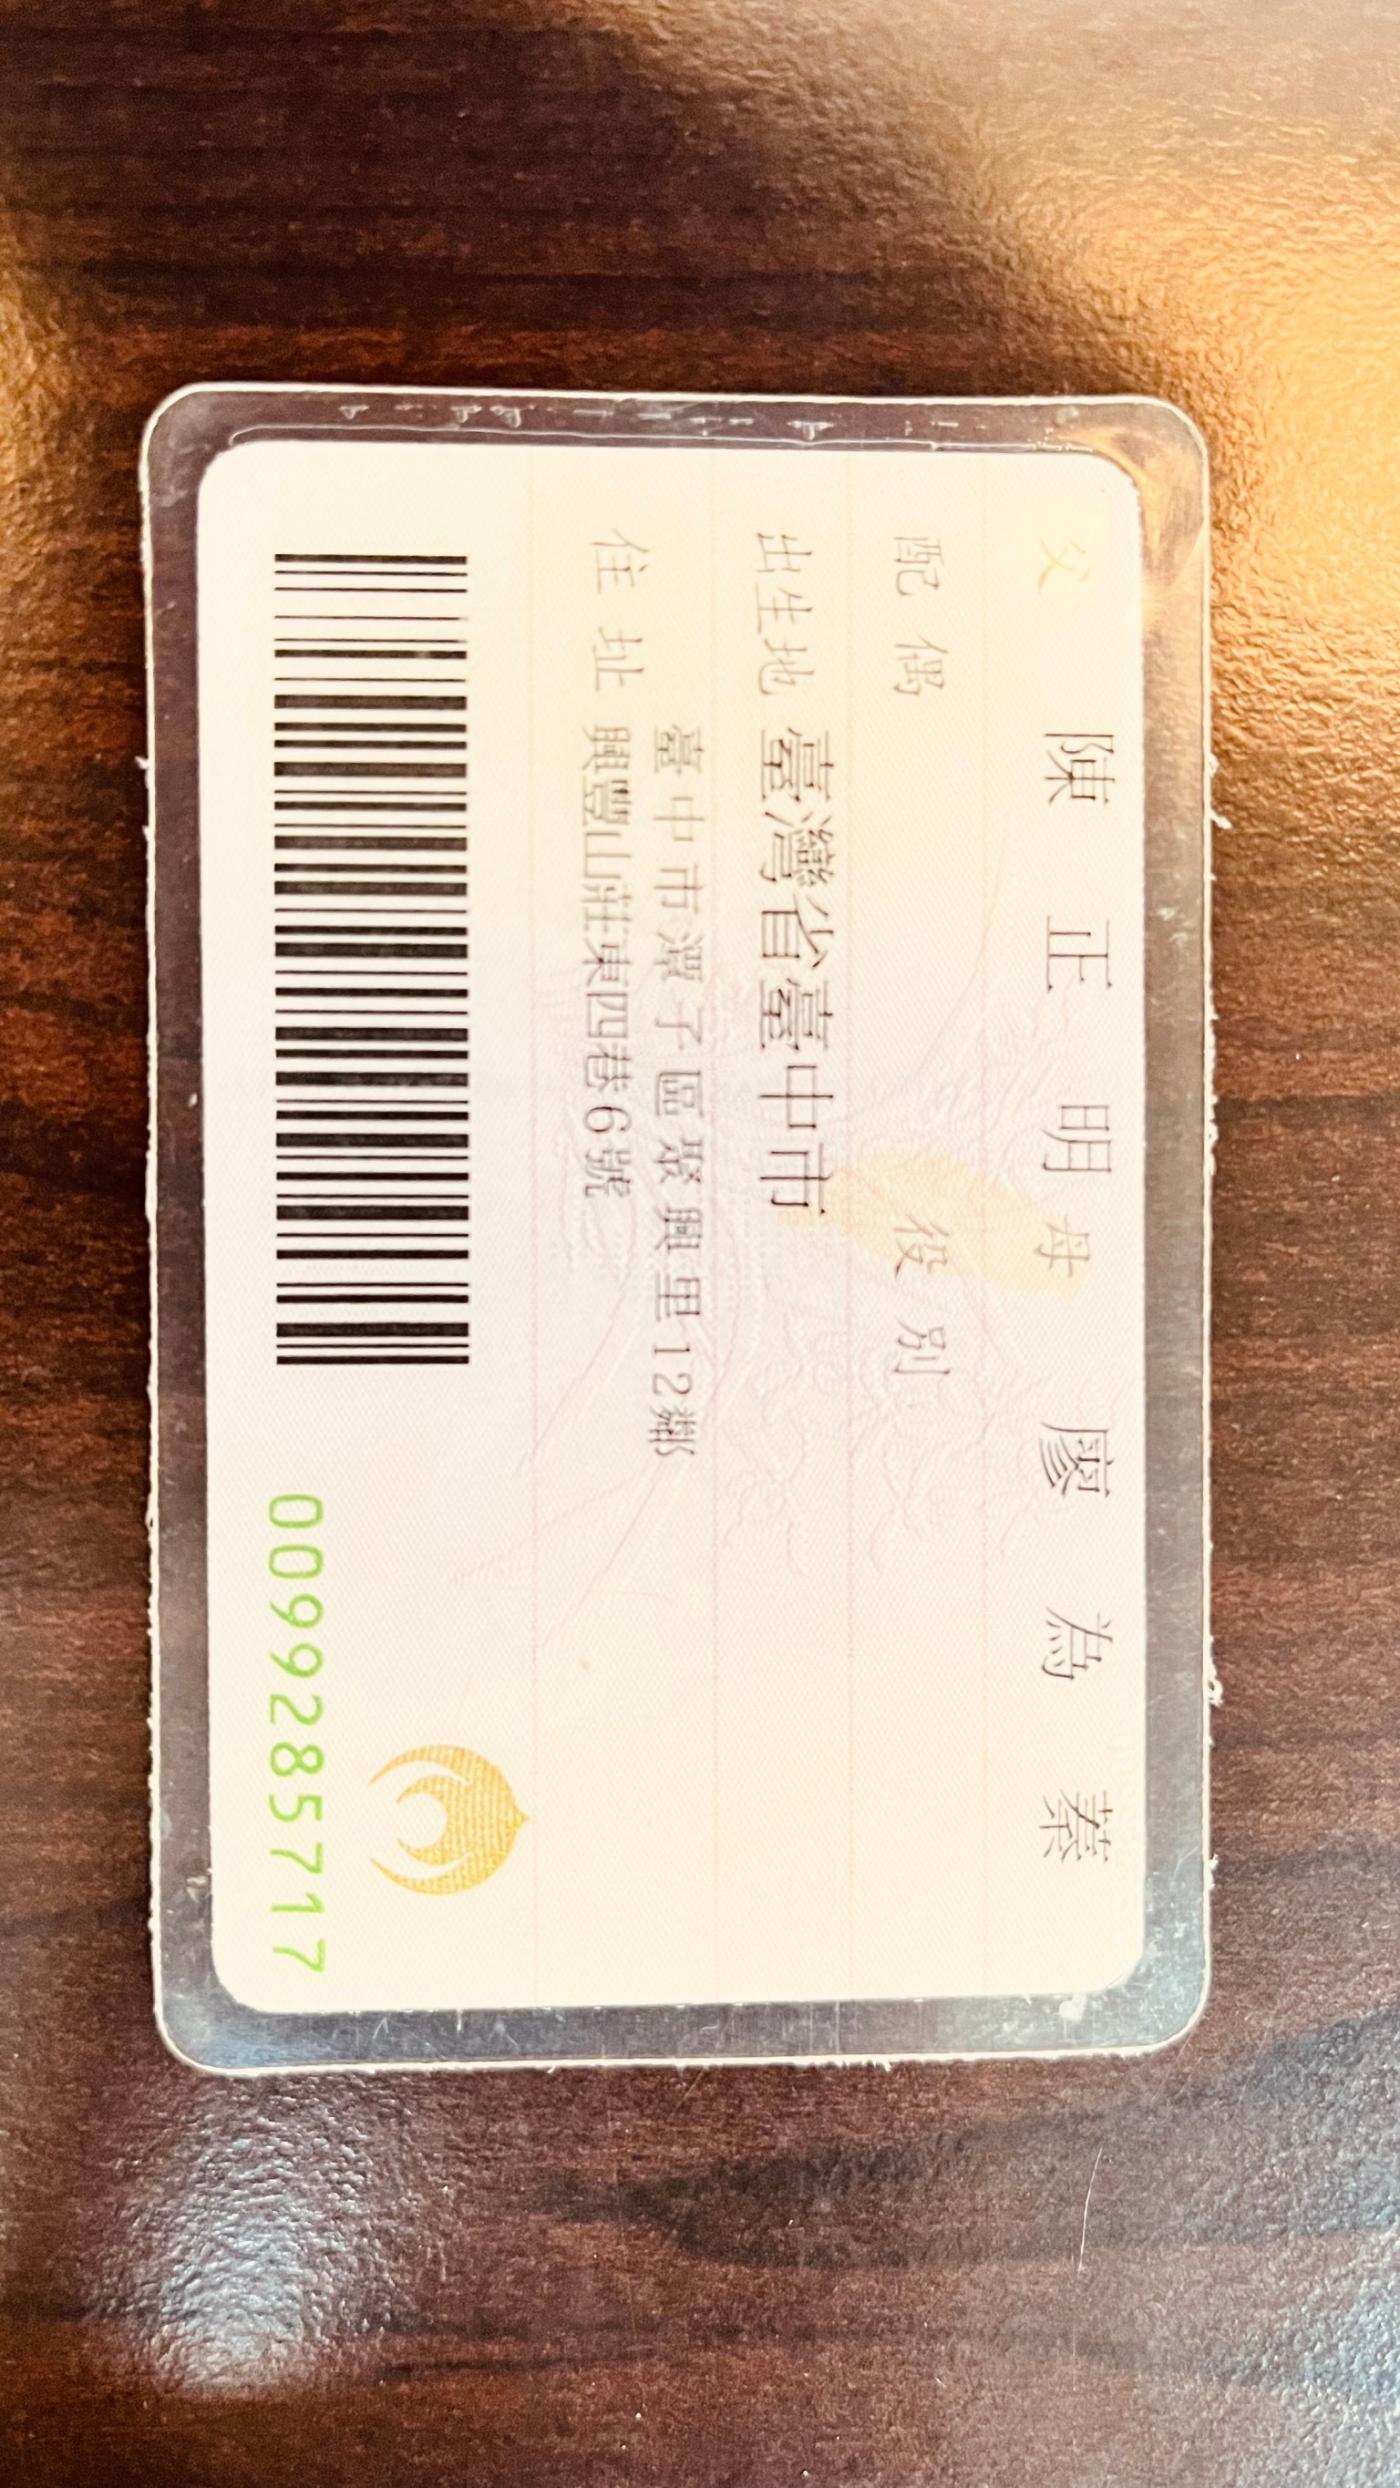 父 陳正明 母 廖為蓁
配偶 役別
出生地 臺灣省臺中市
住址 臺中市潭子區聚興里12鄰
興豐山莊東四巷6號
0099285717